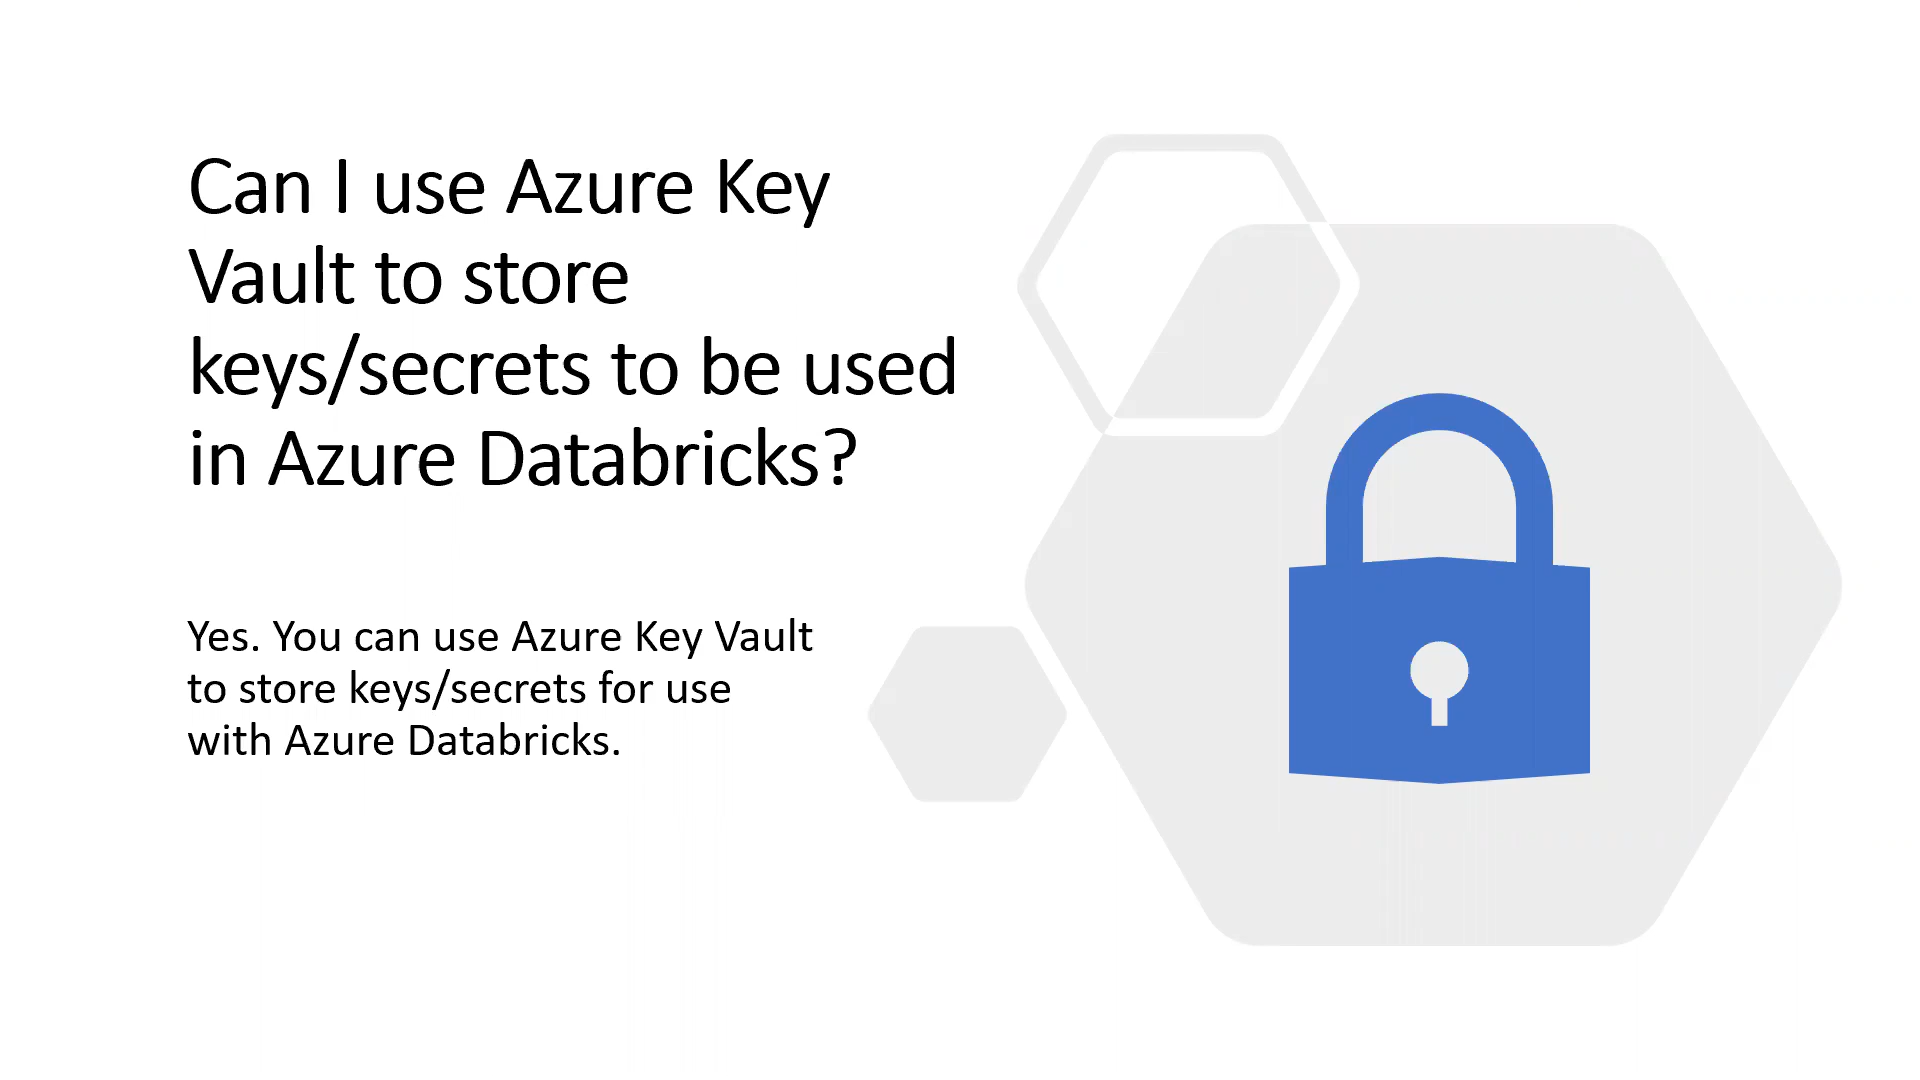 Can I use Azure Key
Vault to store
keys/secrets to be used
in Azure Databricks?
Yes. You can use Azure Key Vault
to store keys/secrets for use
with Azure Databricks.